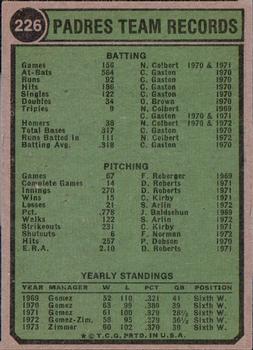 226 PADRES TEAM RECORDS
BATTING
Games 156 N. Colbert 1970 & 1971
At-Bats 584 C. Gaston 1970
Runs 92 C. Gaston 1970
Hits 186 C. Gaston 1970
Singles 122 C. Gaston 1970
Doubles 34 O. Brown 1970
Triples 9 N. Colbert 1969
C. Gaston 1970 & 1971
Homers 38 N. Colbert 1970 & 1972
Total Bases 317 C. Gaston 1970
Runs Batted In 111 N. Colbert 1972
Batting Avg. .318 C. Gaston 1970
PITCHING
Games 67 F. Reberger 1969
Complete Games 14 D. Roberts 1971
Innings 270 D. Roberts 1971
Wins 15 C. Kirby 1971
Losses 21 S. Arlin 1972
Pct. .778 J. Baldschun 1969
Walks 122 S. Arlin 1972
Strikeouts 231 C. Kirby 1971
Shutouts 6 F. Norman 1972
Hits 257 P. Dobson 1970
E.R.A. 2.10 D. Roberts 1971
YEARLY STANDINGS
YEAR MANAGER W L PCT GB POSITION
1969 Gomez 52 110 .321 41 Sixth W.
1970 Gomez 63 99 .389 39 Sixth W.
1971 Gomez 61 100 .379 28½ Sixth W.
1972 Gomez-Zim. 58 95 .379 36½ Sixth W.
1973 Zimmer 60 102 .370 39 Sixth W.
★ © T.C.G. PRTD. IN U.S.A.